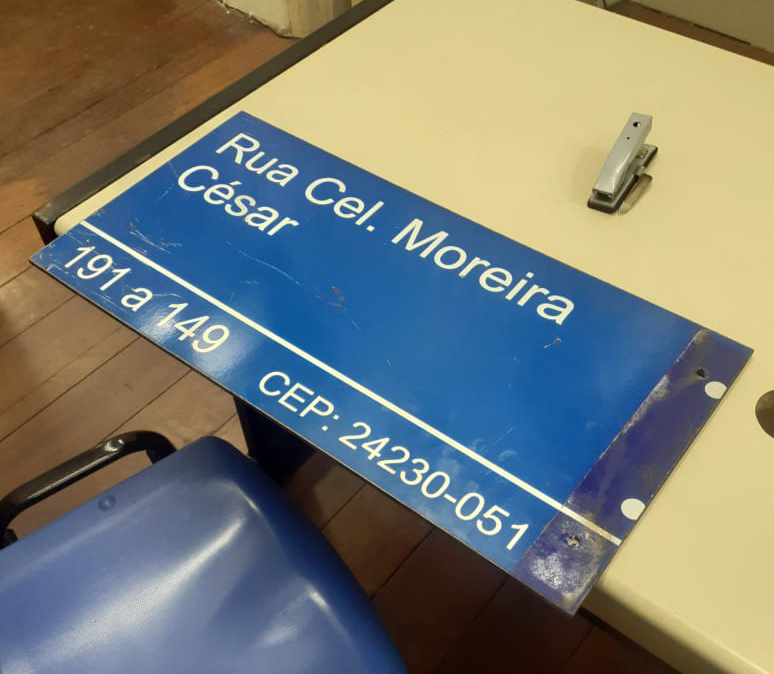 Rua Cel. Moreira
César
191 a 149 CEP: 24230-051